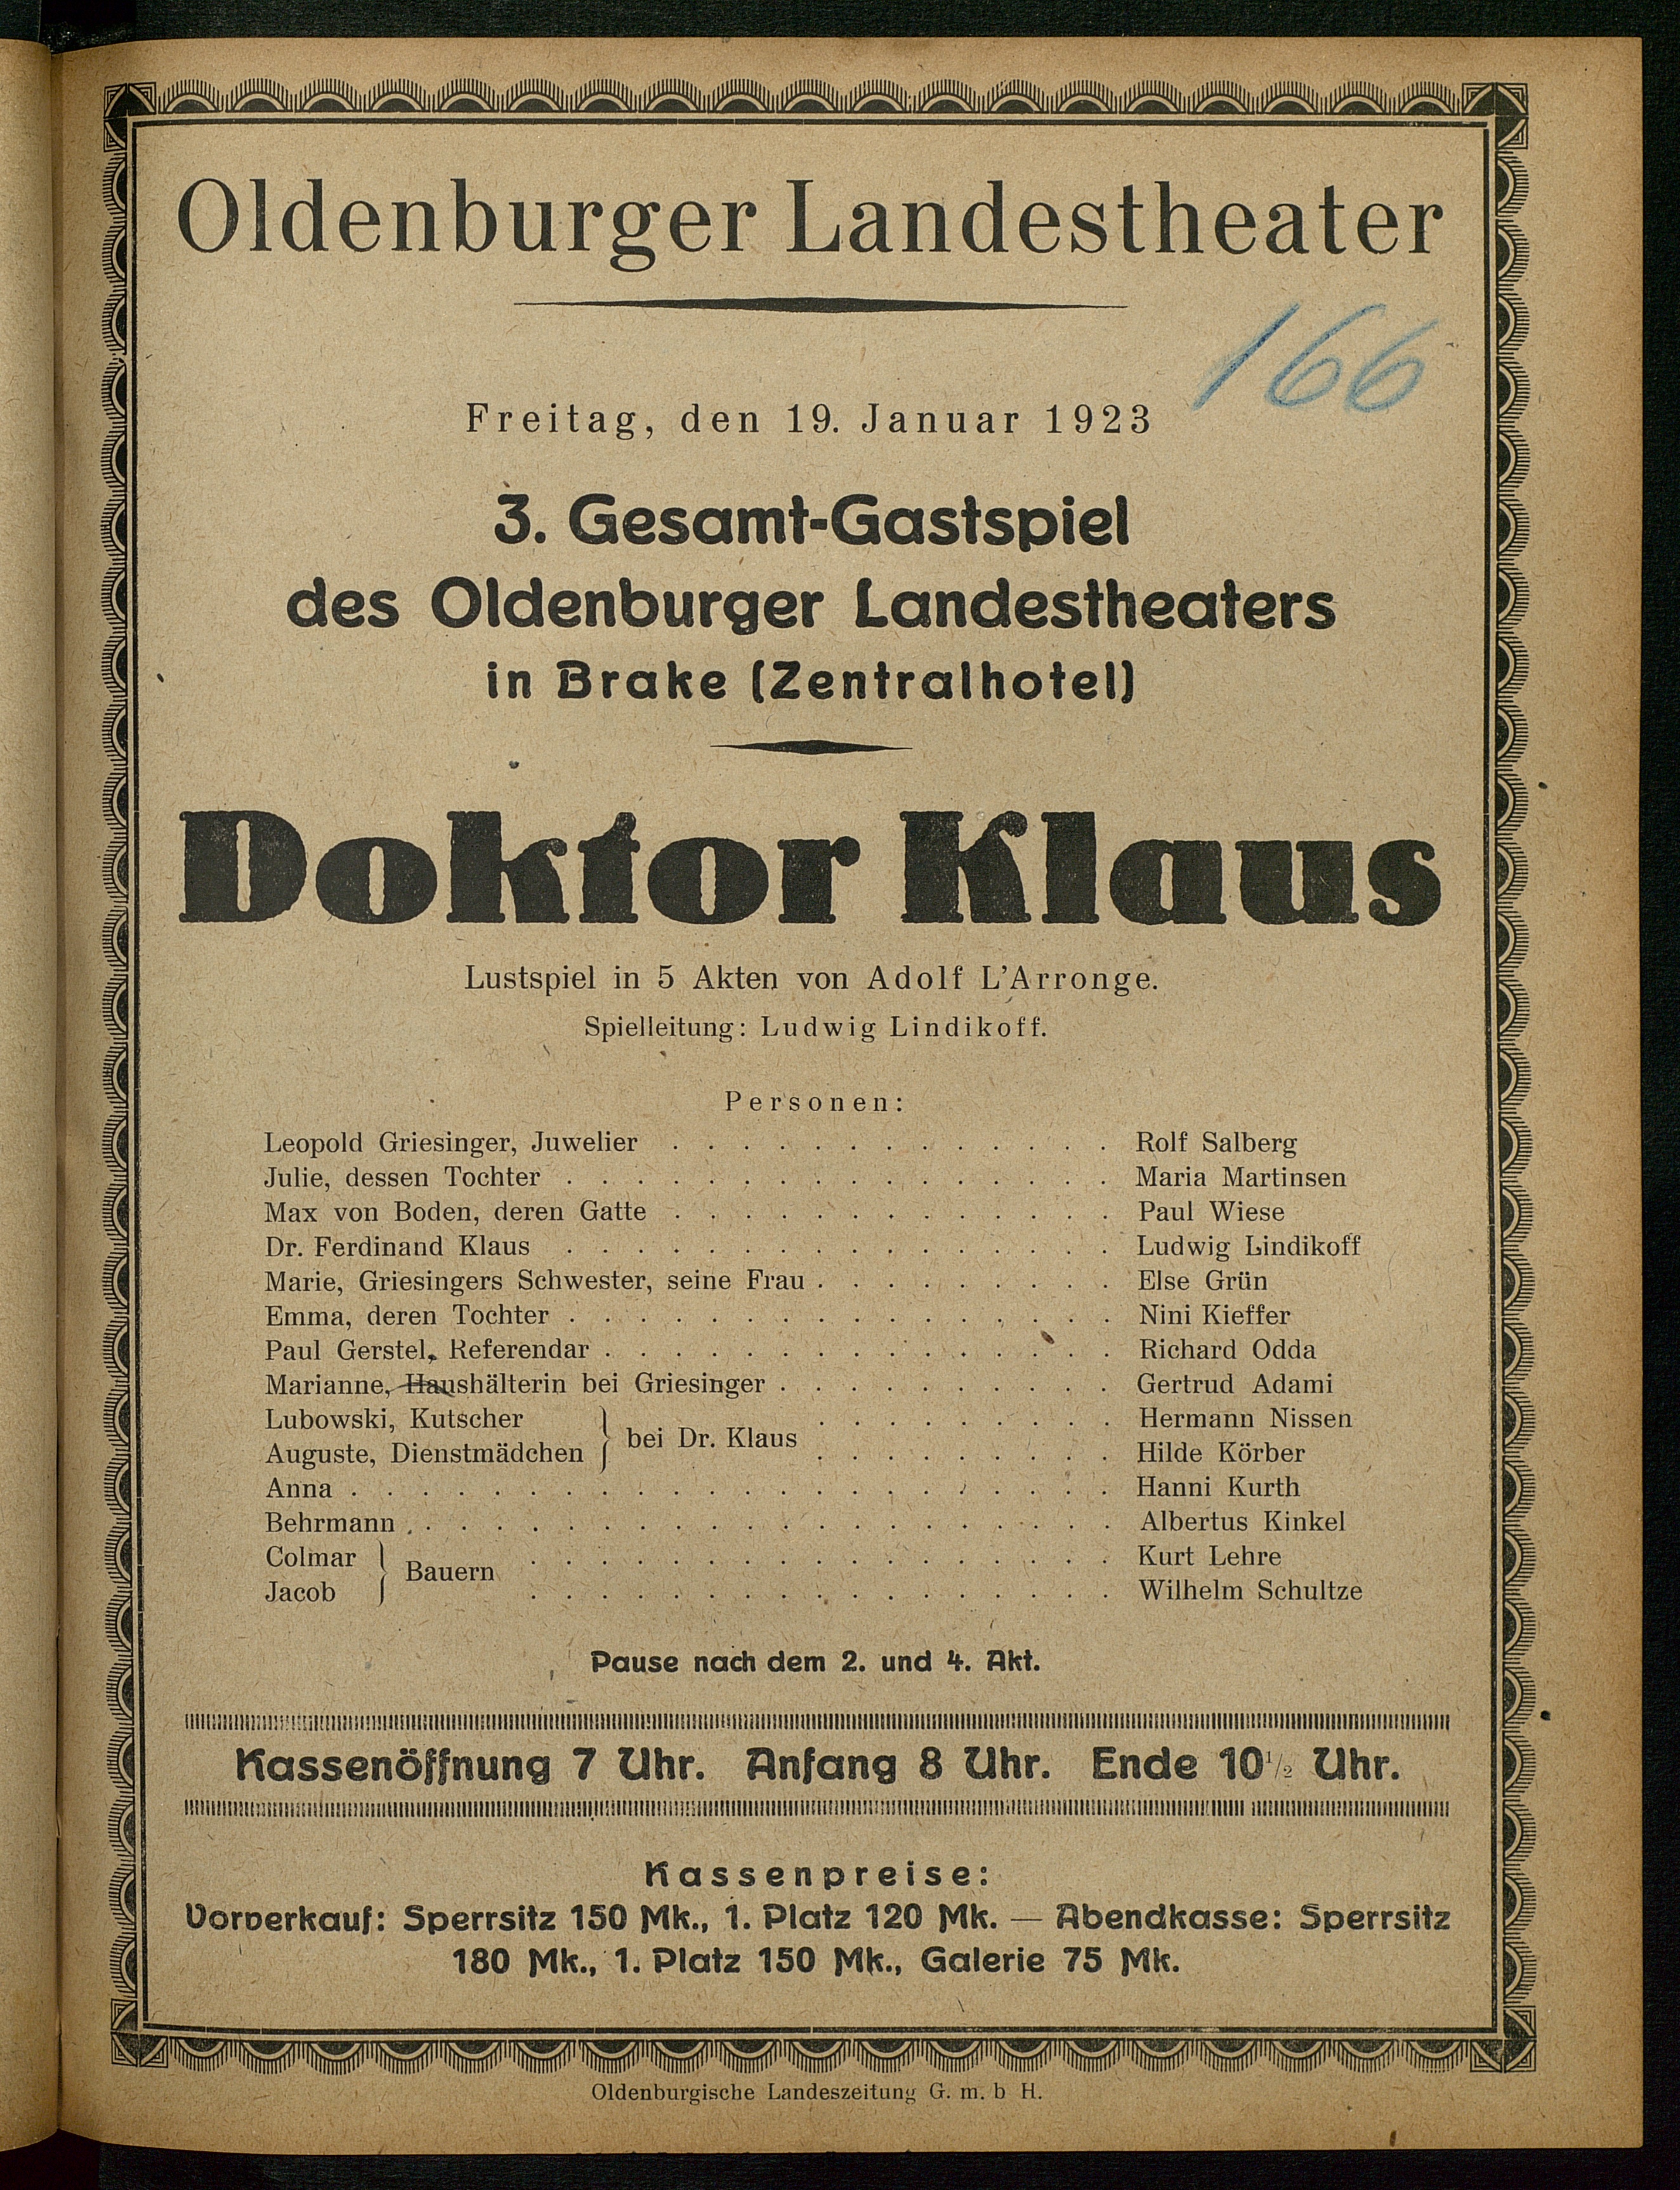 Oldenburger Landestheater
166
Freitag, den 19. Januar 1923
3. Gesamt-Gastspiel
des Oldenburger Landestheaters
in Brake (Zentralhotel)
Doktor Klaus
Lustspiel in 5 Akten von Adolf L'Arronge.
Spielleitung: Ludwig Lindikoff.
Personen:
Leopold Griesinger, Juwelier . . . . . . . . . . . . . Rolf Salberg
Julie, dessen Tochter . . . . . . . . . . . . . . . . Maria Martinsen
Max von Boden, deren Gatte . . . . . . . . . . . . . Paul Wiese
Dr. Ferdinand Klaus . . . . . . . . . . . . . . . . Ludwig Lindikoff
Marie, Griesingers Schwester, seine Frau . . . . . . . . . Else Grün
Emma, deren Tochter . . . . . . . . . . . . . . . . Nini Kieffer
Paul Gerstel, Referendar . . . . . . . . . . . . . . . Richard Odda
Marianne, Haushälterin bei Griesinger . . . . . . . . . . Gertrud Adami
Lubowski, Kutscher } bei Dr. Klaus . . . . . . . . . Hermann Nissen
Auguste, Dienstmädchen } . . . . . . . . . Hilde Körber
Anna . . . . . . . . . . . . . . . . . . . . . . Hanni Kurth
Behrmann . . . . . . . . . . . . . . . . . . . . Albertus Kinkel
Colmar } Bauern . . . . . . . . . . . . . . . . . Kurt Lehre
Jacob } . . . . . . . . . . . . . . . . . Wilhelm Schultze
Pause nach dem 2. und 4. Akt.
Kassenöffnung 7 Uhr. Anfang 8 Uhr. Ende 10 1/2 Uhr.
Kassenpreise:
Vorverkauf: Sperrsitz 150 Mk., 1. Platz 120 Mk. — Abendkasse: Sperrsitz
180 Mk., 1. Platz 150 Mk., Galerie 75 Mk.
Oldenburgische Landeszeitung G. m. b H.